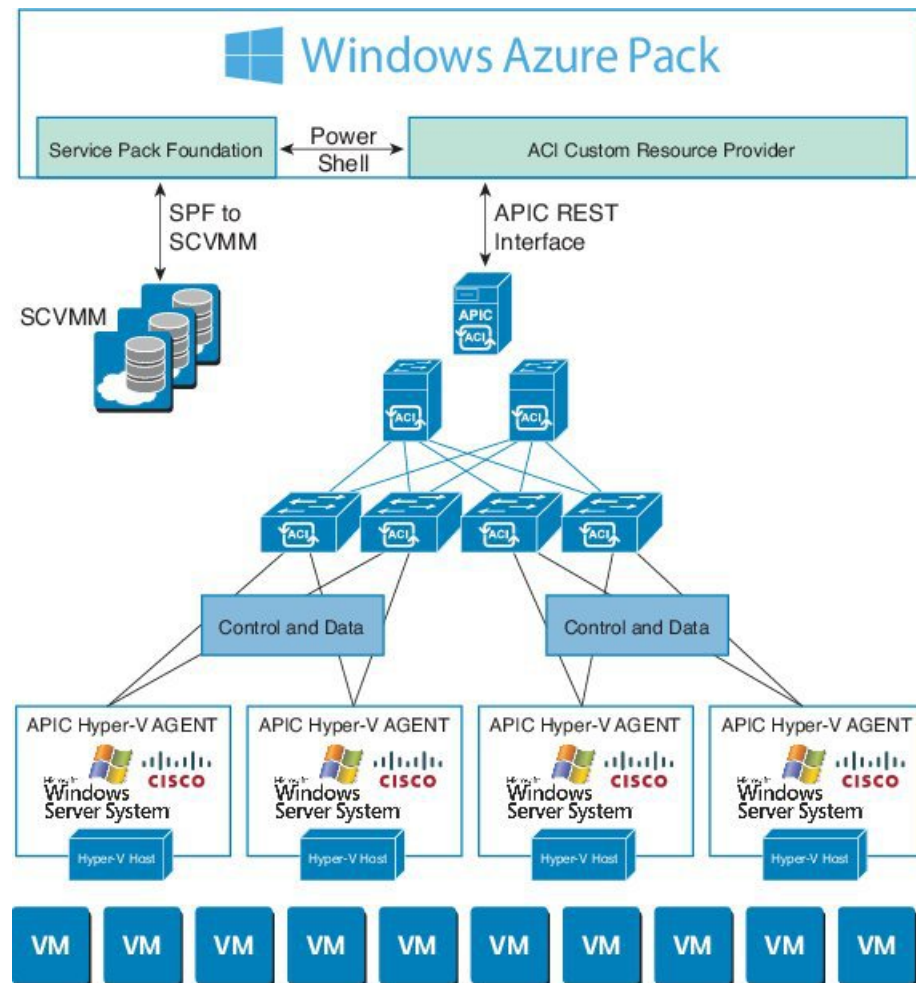 Windows Azure Pack
Service Pack Foundation
Power
Shell
ACI Custom Resource Provider
SPF to
SCVMM
APIC REST
Interface
SCVMM
APIC
ACI
ACI
ACI
ACI
ACI
ACI
ACI
Control and Data
Control and Data
APIC Hyper-V AGENT
APIC Hyper-V AGENT
APIC Hyper-V AGENT
APIC Hyper-V AGENT
CISCO
Windows
Server System
CISCO
Windows
Server System
CISCO
Windows
Server System
CISCO
Windows
Server System
Hyper-V Host
Hyper-V Host
Hyper-V Host
Hyper-V Host
VM
VM
VM
VM
VM
VM
VM
VM
VM
VM